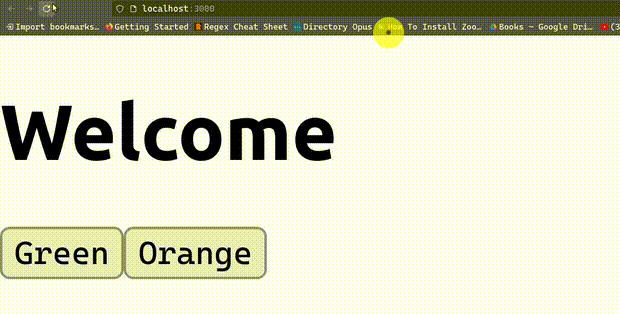 localhost:3000
Import bookmarks… Getting Started Regex Cheat Sheet Directory Opus How To Install Zoo… Books – Google Dri… (3
Welcome
Green Orange